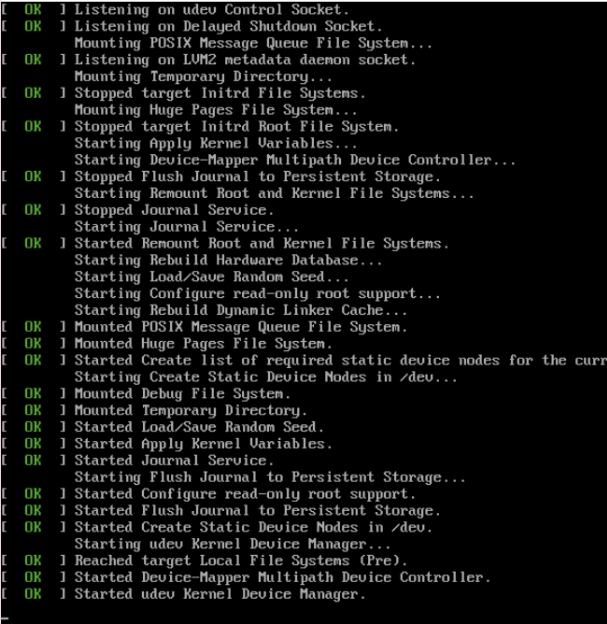 [  OK  ] Listening on udev Control Socket.
[  OK  ] Listening on Delayed Shutdown Socket.
Mounting POSIX Message Queue File System...
[  OK  ] Listening on LVM2 metadata daemon socket.
Mounting Temporary Directory...
[  OK  ] Stopped target Initrd File Systems.
Mounting Huge Pages File System...
[  OK  ] Stopped target Initrd Root File System.
Starting Apply Kernel Variables...
Starting Device-Mapper Multipath Device Controller...
[  OK  ] Stopped Flush Journal to Persistent Storage.
Starting Remount Root and Kernel File Systems...
[  OK  ] Stopped Journal Service.
Starting Journal Service...
[  OK  ] Started Remount Root and Kernel File Systems.
Starting Rebuild Hardware Database...
Starting Load/Save Random Seed...
Starting Configure read-only root support...
Starting Rebuild Dynamic Linker Cache...
[  OK  ] Mounted POSIX Message Queue File System.
[  OK  ] Mounted Huge Pages File System.
[  OK  ] Started Create list of required static device nodes for the curr
Starting Create Static Device Nodes in /dev...
[  OK  ] Mounted Debug File System.
[  OK  ] Mounted Temporary Directory.
[  OK  ] Started Load/Save Random Seed.
[  OK  ] Started Apply Kernel Variables.
[  OK  ] Started Journal Service.
Starting Flush Journal to Persistent Storage...
[  OK  ] Started Configure read-only root support.
[  OK  ] Started Flush Journal to Persistent Storage.
[  OK  ] Started Create Static Device Nodes in /dev.
Starting udev Kernel Device Manager...
[  OK  ] Reached target Local File Systems (Pre).
[  OK  ] Started Device-Mapper Multipath Device Controller.
[  OK  ] Started udev Kernel Device Manager.